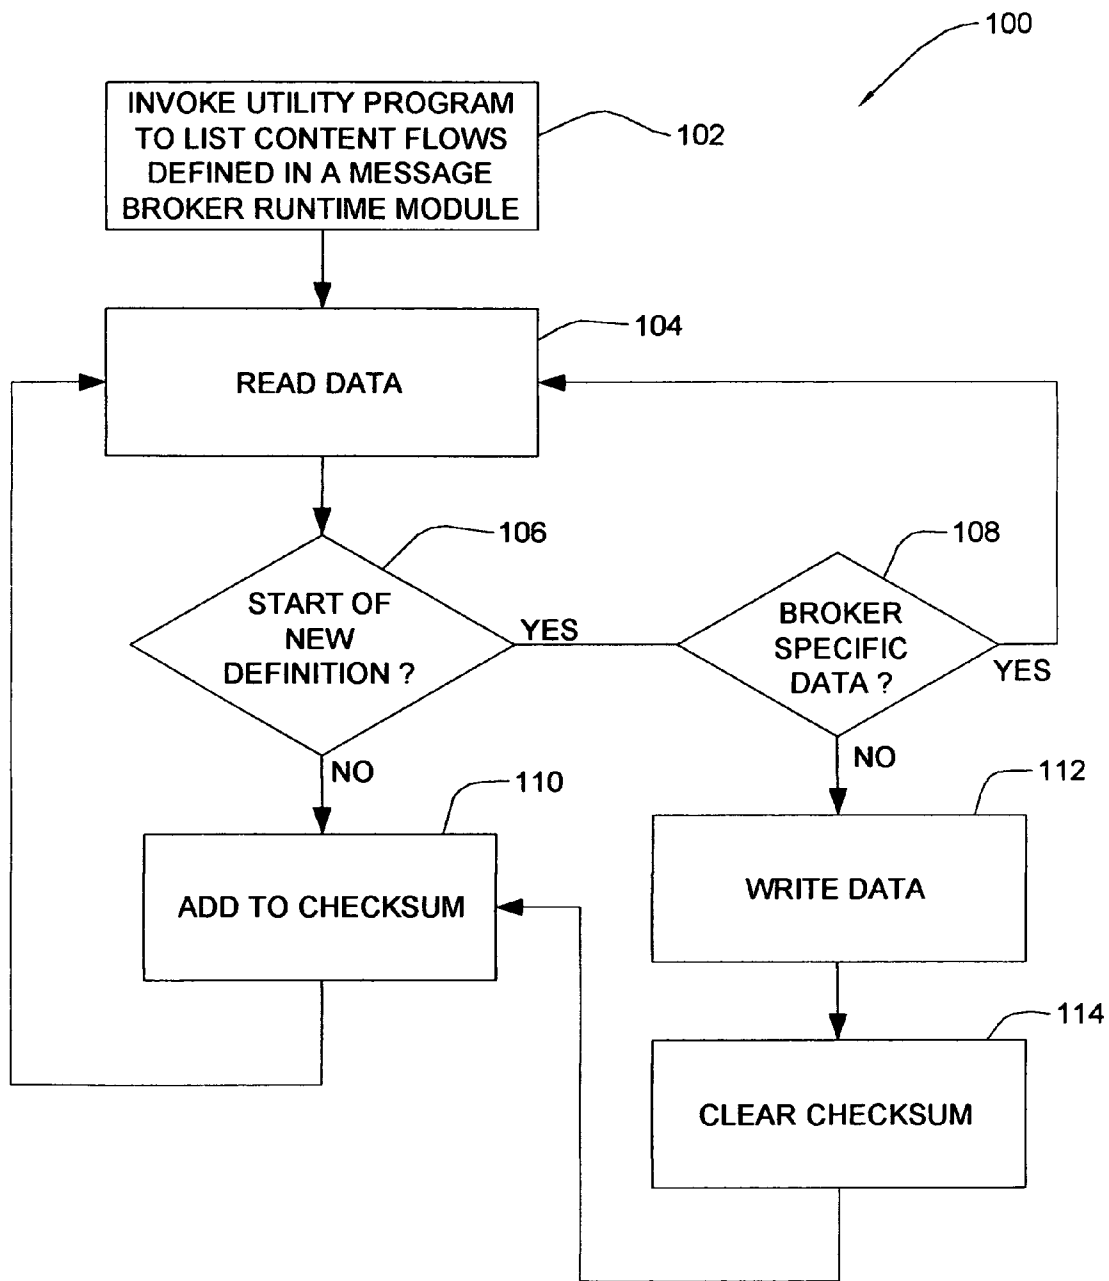 100
INVOKE UTILITY PROGRAM
TO LIST CONTENT FLOWS
DEFINED IN A MESSAGE
BROKER RUNTIME MODULE
102
104
READ DATA
106
108
START OF
NEW
DEFINITION ?
YES
BROKER
SPECIFIC
DATA ?
YES
NO
NO
110
112
ADD TO CHECKSUM
WRITE DATA
114
CLEAR CHECKSUM